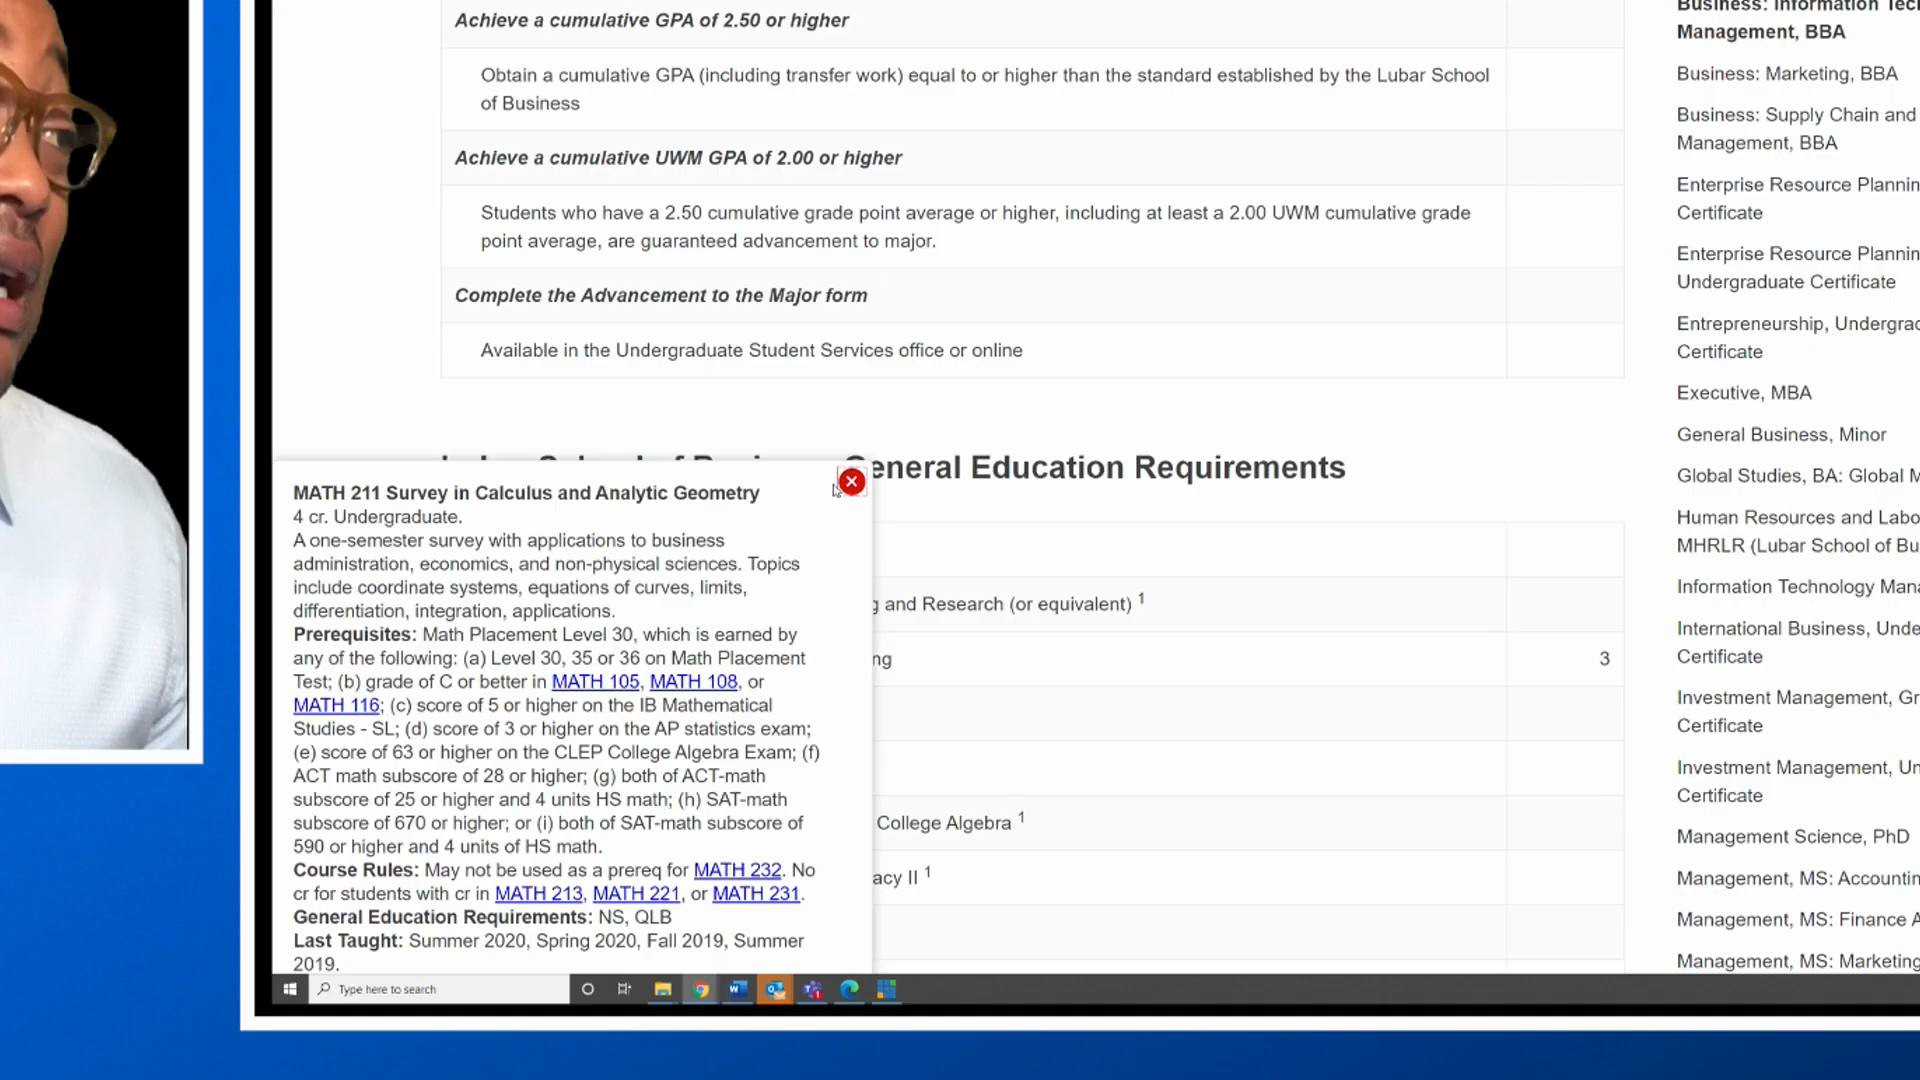 Achieve a cumulative GPA of 2.50 or higher
Obtain a cumulative GPA (including transfer work) equal to or higher than the standard established by the Lubar School
of Business
Achieve a cumulative UWM GPA of 2.00 or higher
Students who have a 2.50 cumulative grade point average or higher, including at least a 2.00 UWM cumulative grade
point average, are guaranteed advancement to major.
Complete the Advancement to the Major form
Available in the Undergraduate Student Services office or online
General Education Requirements
and Research (or equivalent) 1
3
College Algebra 1
II 1
MATH 211 Survey in Calculus and Analytic Geometry
4 cr. Undergraduate.
A one-semester survey with applications to business
administration, economics, and non-physical sciences. Topics
include coordinate systems, equations of curves, limits,
differentiation, integration, applications.
Prerequisites: Math Placement Level 30, which is earned by
any of the following: (a) Level 30, 35 or 36 on Math Placement
Test; (b) grade of C or better in MATH 105, MATH 108, or
MATH 116; (c) score of 5 or higher on the IB Mathematical
Studies - SL; (d) score of 3 or higher on the AP statistics exam;
(e) score of 63 or higher on the CLEP College Algebra Exam; (f)
ACT math subscore of 28 or higher; (g) both of ACT-math
subscore of 25 or higher and 4 units HS math; (h) SAT-math
subscore of 670 or higher; or (i) both of SAT-math subscore of
590 or higher and 4 units of HS math.
Course Rules: May not be used as a prereq for MATH 232. No
cr for students with cr in MATH 213, MATH 221, or MATH 231.
General Education Requirements: NS, QLB
Last Taught: Summer 2020, Spring 2020, Fall 2019, Summer
2019.
Business: Information Tec
Management, BBA
Business: Marketing, BBA
Business: Supply Chain and
Management, BBA
Enterprise Resource Plannin
Certificate
Enterprise Resource Plannin
Undergraduate Certificate
Entrepreneurship, Undergrad
Certificate
Executive, MBA
General Business, Minor
Global Studies, BA: Global M
Human Resources and Labo
MHRLR (Lubar School of Bu
Information Technology Mana
International Business, Unde
Certificate
Investment Management, Gr
Certificate
Investment Management, Un
Certificate
Management Science, PhD
Management, MS: Accountin
Management, MS: Finance A
Management, MS: Marketing
Type here to search